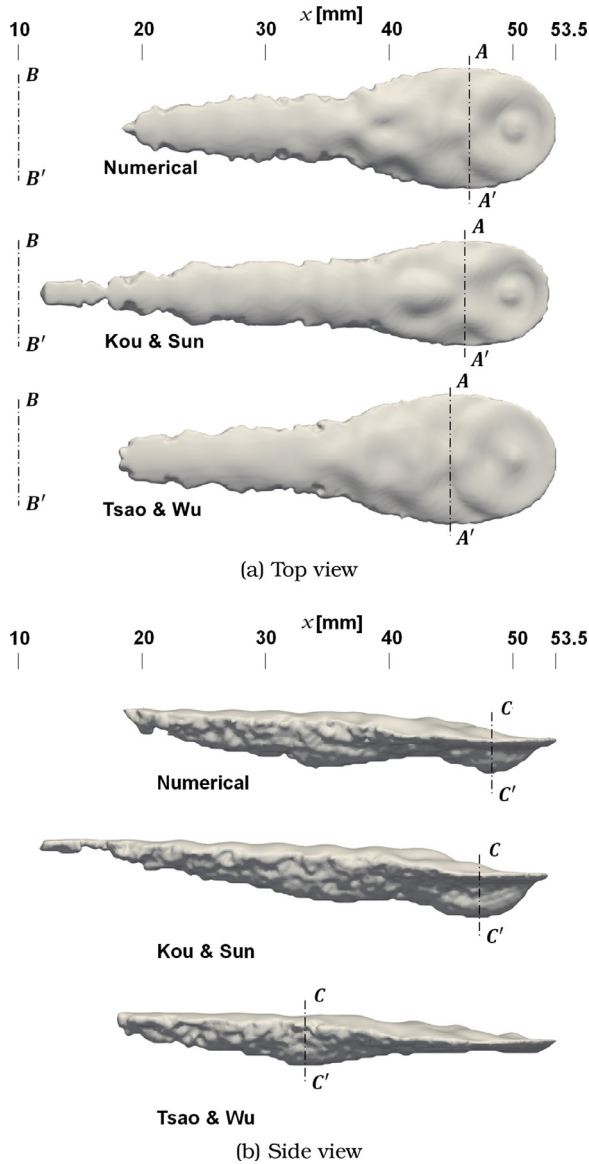 x [mm]
10 20 30 40 50 53.5
B A
B' Numerical A'
B A
B' Kou & Sun A'
B A
B' Tsao & Wu A'
(a) Top view
x [mm]
10 20 30 40 50 53.5
C
Numerical C'
C
C'
Kou & Sun
C
C'
Tsao & Wu
(b) Side view